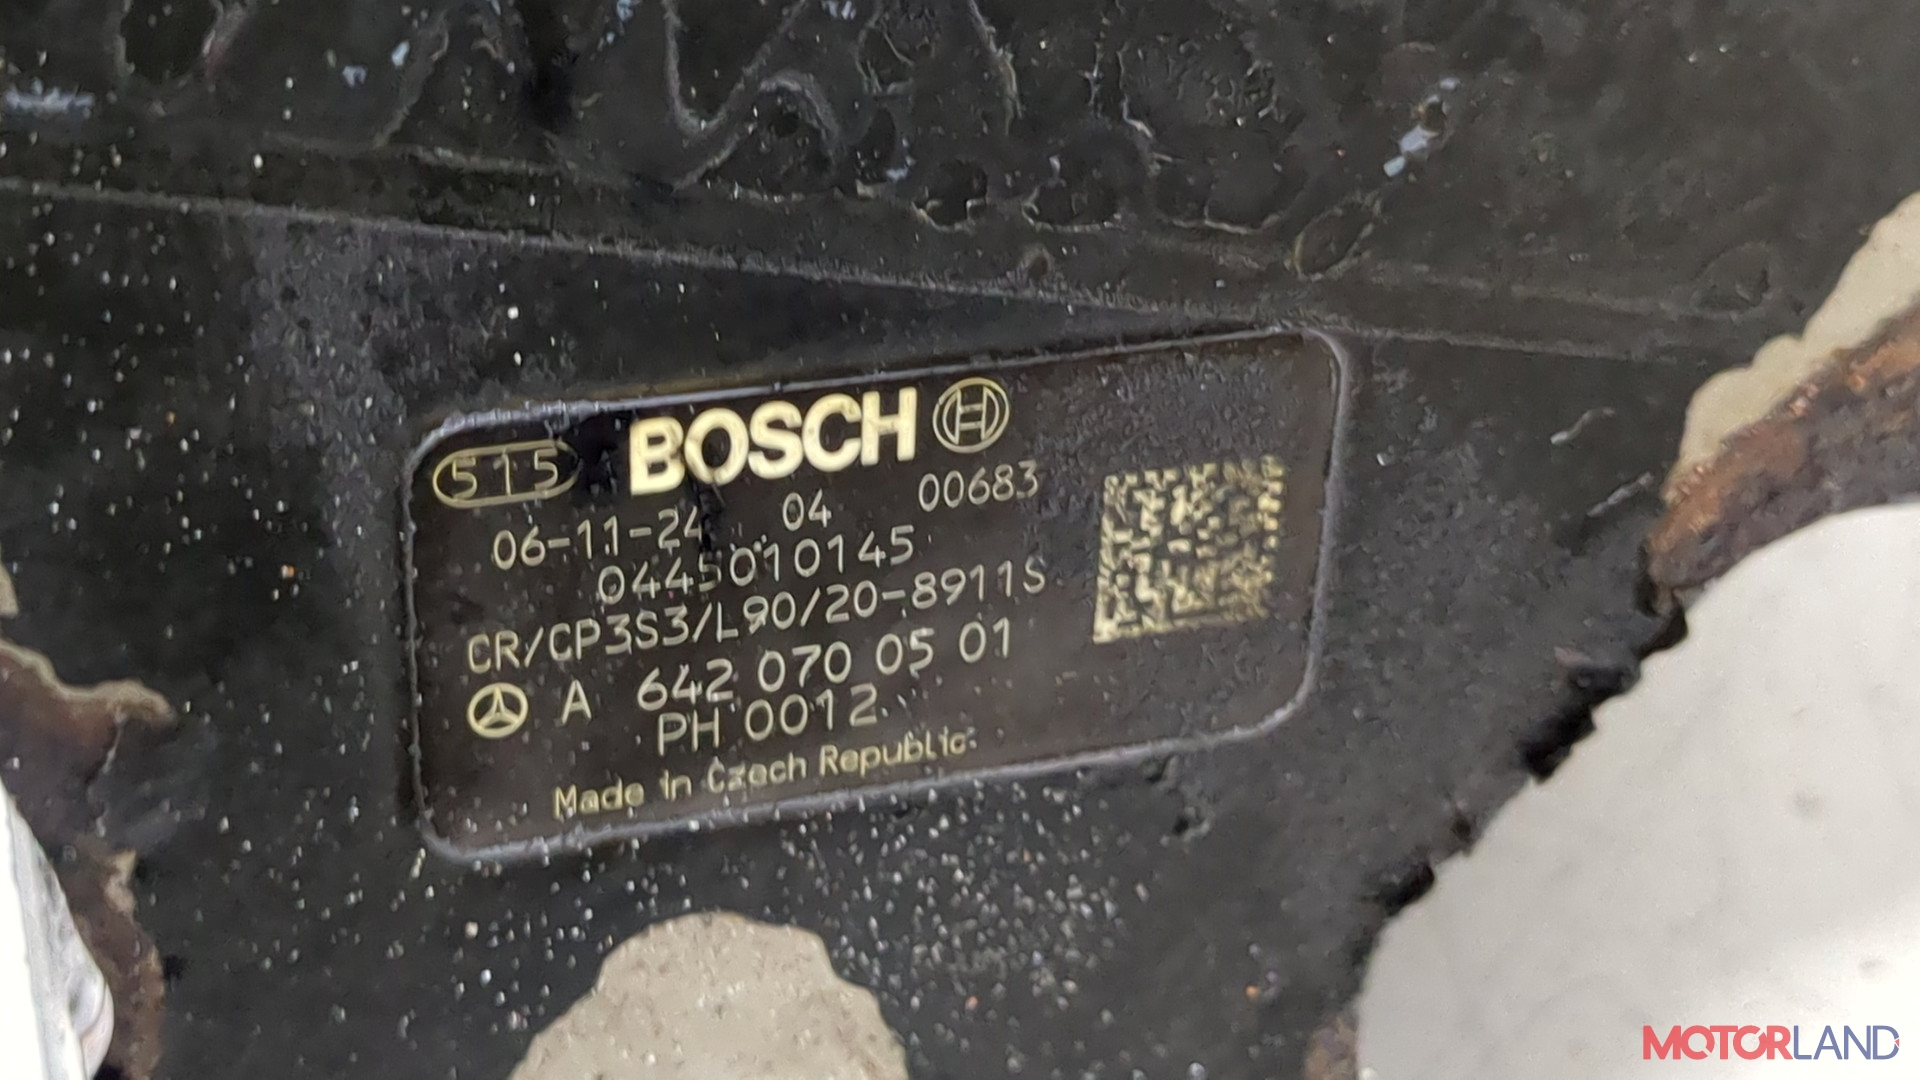 515 BOSCH
06-11-24 04 00683
0445010145
CR/CP3S3/L90/20-8911S
A 642 070 05 01
PH 0012
Made in Czech Republic
MOTORLAND